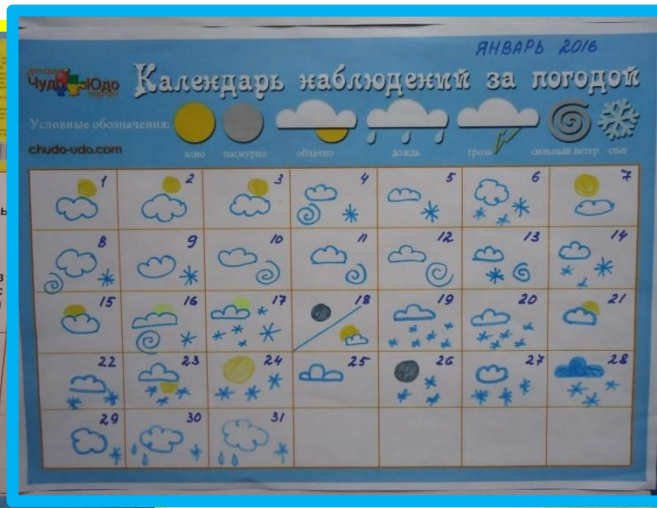 ЯНВАРЬ 2016
Чудо-Юдо
Календарь наблюдений за погодой
Условные обозначения:
ясно пасмурно облачно дождь гроза сильный ветер снег
chudo-udo.com
1 2 3 4 5 6 7
8 9 10 11 12 13 14
15 16 17 18 19 20 21
22 23 24 25 26 27 28
29 30 31